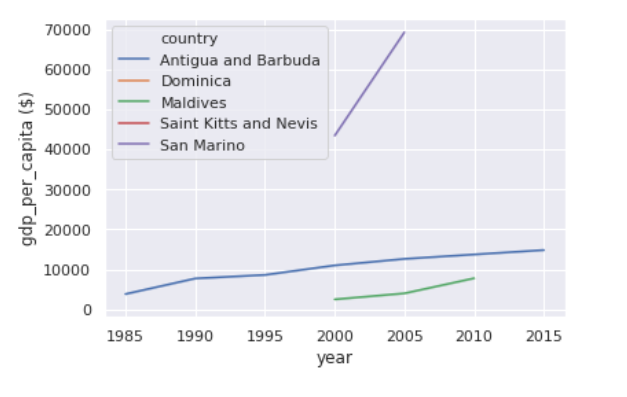 70000
60000
50000
40000
30000
20000
10000
0
gdp_per_capita ($)
country
Antigua and Barbuda
Dominica
Maldives
Saint Kitts and Nevis
San Marino
1985 1990 1995 2000 2005 2010 2015
year